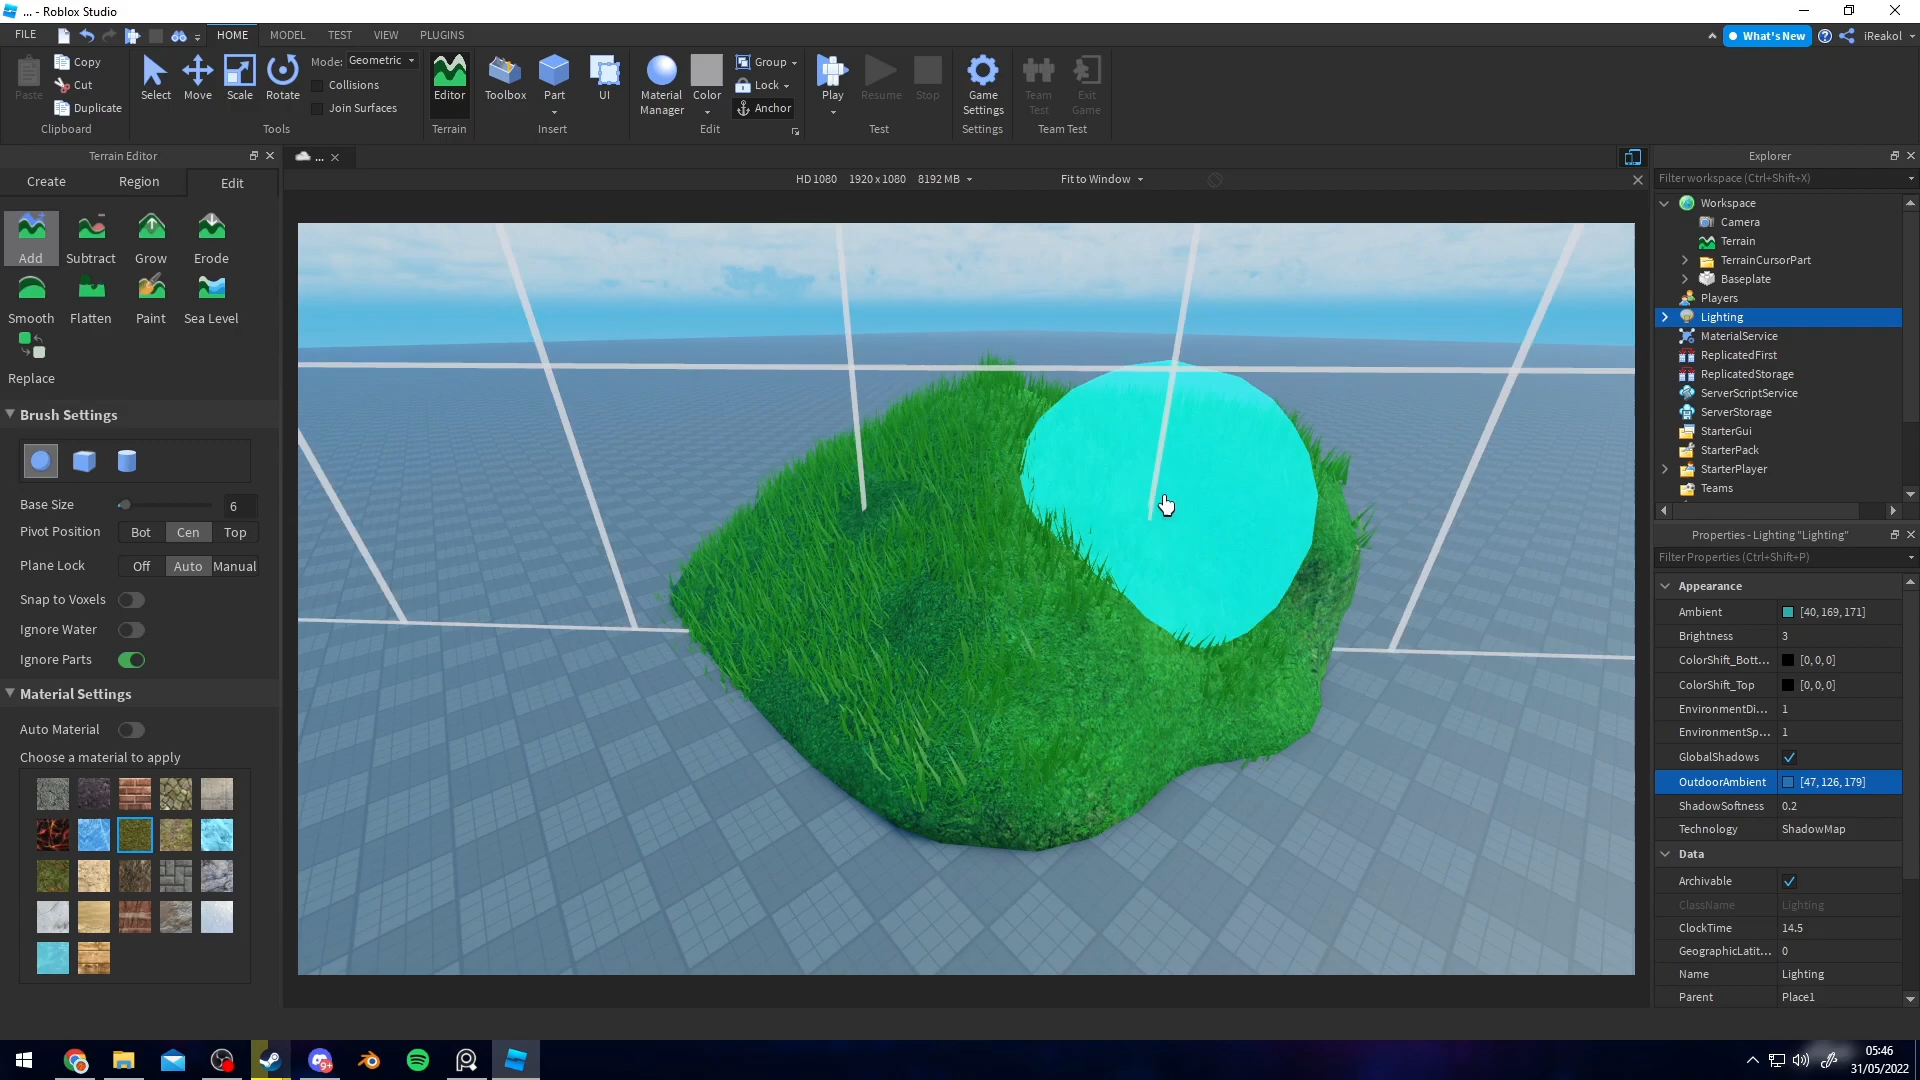 ... - Roblox Studio
FILE HOME MODEL TEST VIEW PLUGINS What's New iReakol
Paste Copy Cut Duplicate
Select Move Scale Rotate
Mode: Geometric
Collisions
Join Surfaces
Editor Toolbox Part UI
Material Manager Color
Group
Lock
Anchor
Play Resume Stop
Game Settings
Team Test
Exit Game
Clipboard Tools Terrain Insert Edit Test Settings Team Test
Terrain Editor
Create Region Edit
Add Subtract Grow Erode
Smooth Flatten Paint Sea Level
Replace
Brush Settings
Base Size 6
Pivot Position Bot Cen Top
Plane Lock Off Auto Manual
Snap to Voxels
Ignore Water
Ignore Parts
Material Settings
Auto Material
Choose a material to apply
...
HD 1080 1920 x 1080 8192 MB Fit to Window
Explorer
Filter workspace (Ctrl+Shift+X)
Workspace
Camera
Terrain
TerrainCursorPart
Baseplate
Players
Lighting
MaterialService
ReplicatedFirst
ReplicatedStorage
ServerScriptService
ServerStorage
StarterGui
StarterPack
StarterPlayer
Teams
Properties - Lighting "Lighting"
Filter Properties (Ctrl+Shift+P)
Appearance
Ambient [40, 169, 171]
Brightness 3
ColorShift_Bott... [0, 0, 0]
ColorShift_Top [0, 0, 0]
EnvironmentDi... 1
EnvironmentSp... 1
GlobalShadows
OutdoorAmbient [47, 126, 179]
ShadowSoftness 0.2
Technology ShadowMap
Data
Archivable
ClassName Lighting
ClockTime 14.5
GeographicLatit... 0
Name Lighting
Parent Place1
9+
05:46
31/05/2022